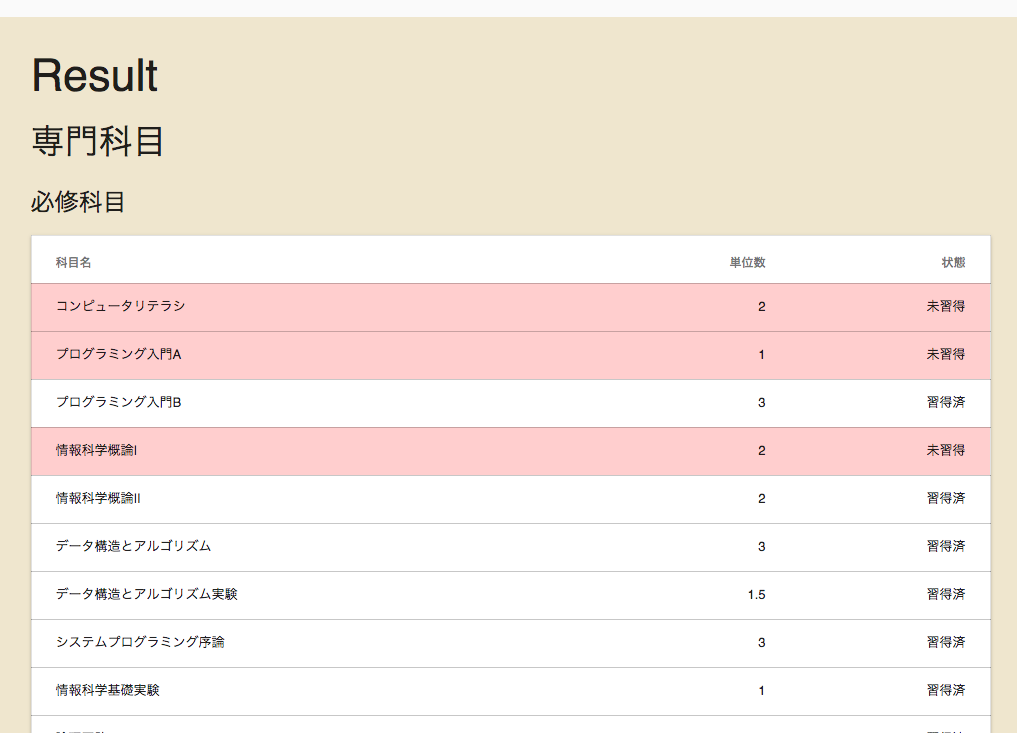 Result
専門科目
必修科目
科目名 単位数 状態
コンピュータリテラシ 2 未習得
プログラミング入門A 1 未習得
プログラミング入門B 3 習得済
情報科学概論I 2 未習得
情報科学概論II 2 習得済
データ構造とアルゴリズム 3 習得済
データ構造とアルゴリズム実験 1.5 習得済
システムプログラミング序論 3 習得済
情報科学基礎実験 1 習得済